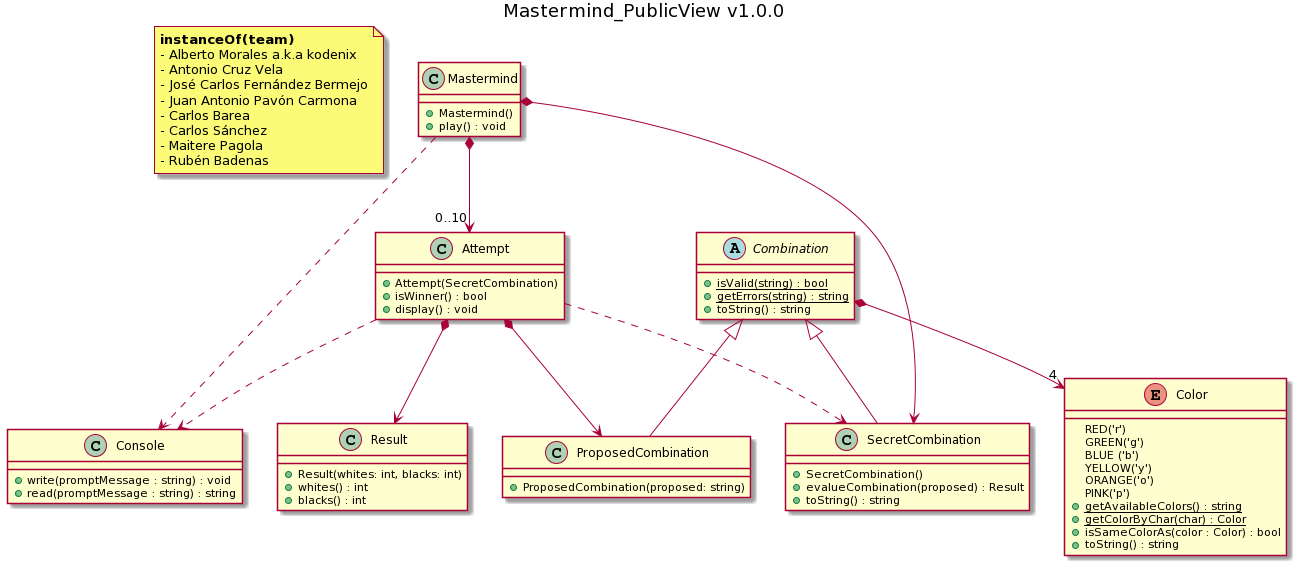 Mastermind_PublicView v1.0.0
instanceOf(team)
- Alberto Morales a.k.a kodenix
- Antonio Cruz Vela
- José Carlos Fernández Bermejo
- Juan Antonio Pavón Carmona
- Carlos Barea
- Carlos Sánchez
- Maitere Pagola
- Rubén Badenas
C Mastermind
Mastermind()
play() : void
0..10
C Attempt
Attempt(SecretCombination)
isWinner() : bool
display() : void
A Combination
isValid(string) : bool
getErrors(string) : string
toString() : string
4
C Console
write(promptMessage : string) : void
read(promptMessage : string) : string
C Result
Result(whites: int, blacks: int)
whites() : int
blacks() : int
C ProposedCombination
ProposedCombination(proposed: string)
C SecretCombination
SecretCombination()
evalueCombination(proposed) : Result
toString() : string
E Color
RED('r')
GREEN('g')
BLUE ('b')
YELLOW('y')
ORANGE('o')
PINK('p')
getAvailableColors() : string
getColorByChar(char) : Color
isSameColorAs(color : Color) : bool
toString() : string